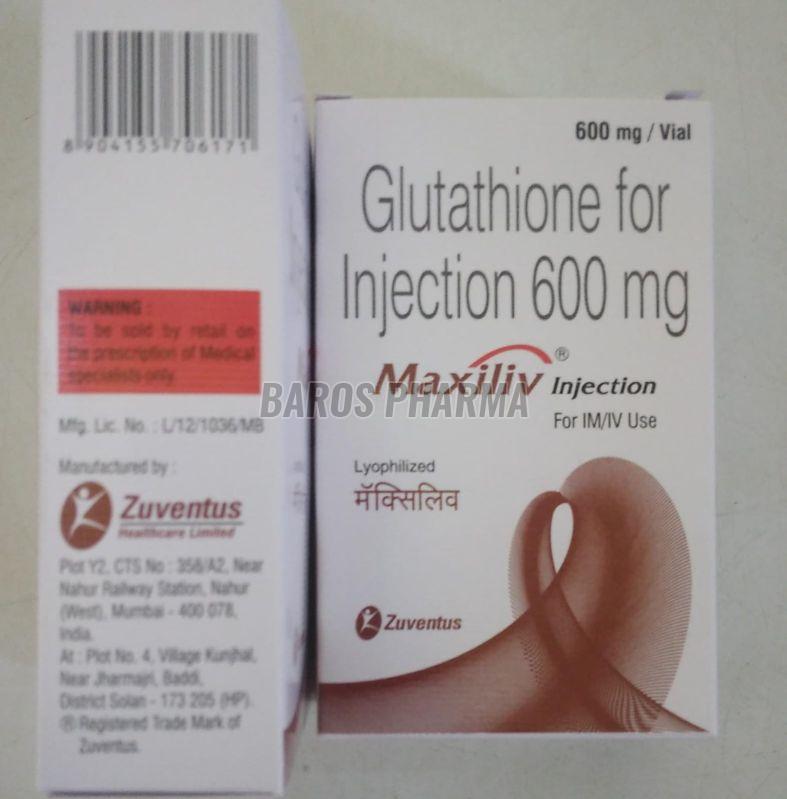 8 904155 706171
WARNING :
To be sold by retail on
the prescription of Medical
specialists only.
Mfg. Lic. No. : L/12/1036/MB
Manufactured by :
Zuventus
Healthcare Limited
Plot Y2, CTS No : 358/A2, Near
Nahur Railway Station, Nahur
(West), Mumbai - 400 078,
India.
At : Plot No. 4, Village Kunjhal,
Near Jharmajri, Baddi,
District Solan - 173 205 (HP).
® Registered Trade Mark of
Zuventus.
600 mg / Vial
Glutathione for
Injection 600 mg
Maxiliv® Injection
BAROS PHARMA
For IM/IV Use
Lyophilized
मॅक्सिलिव
Zuventus